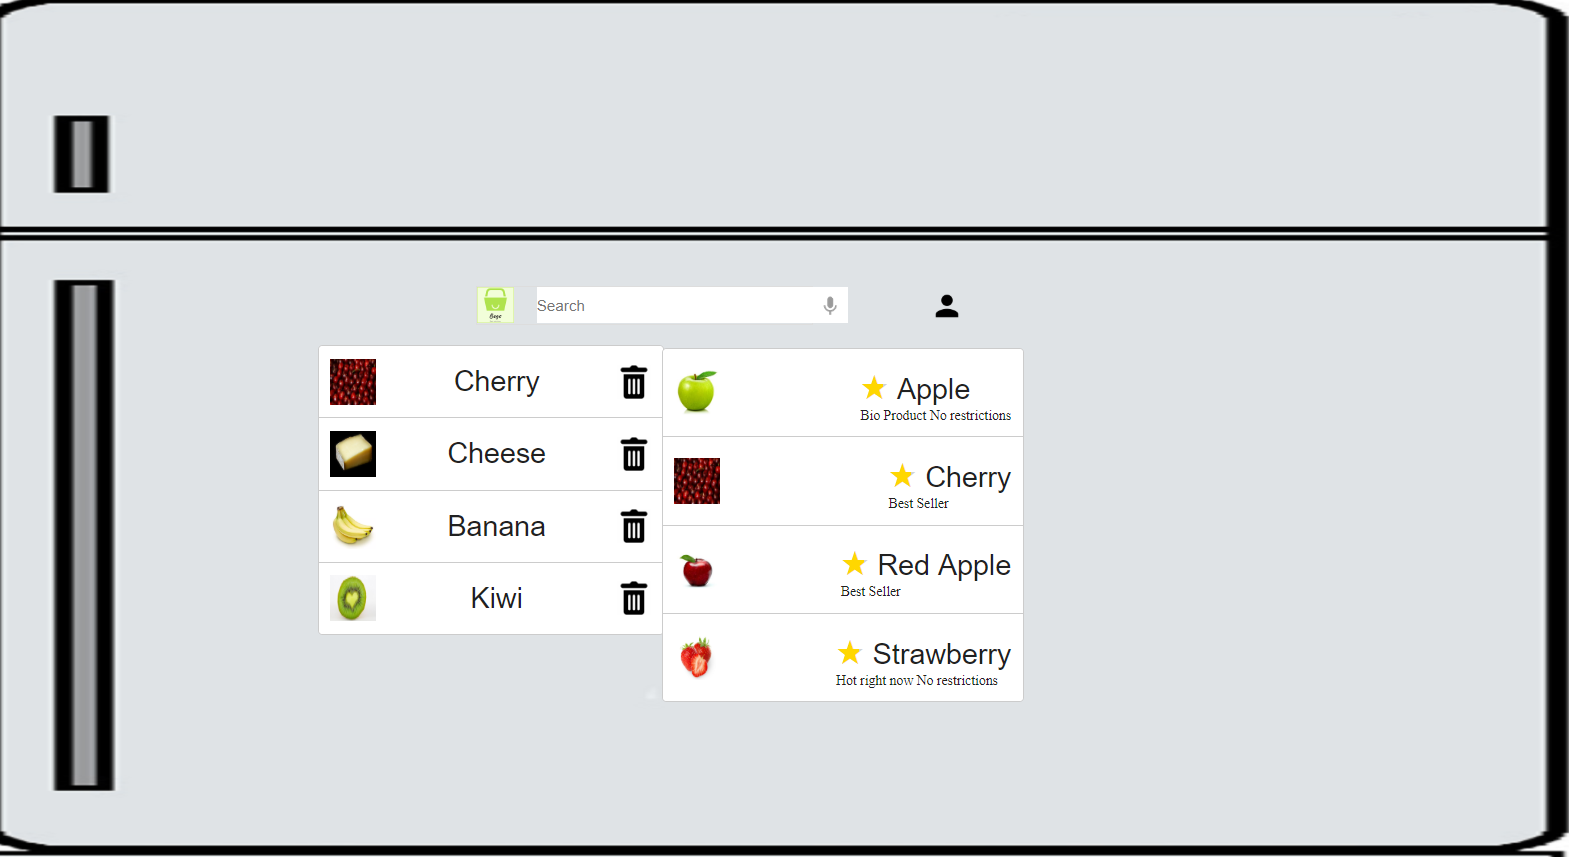 Search
Cherry
Cheese
Banana
Kiwi
Apple
Bio Product No restrictions
Cherry
Best Seller
Red Apple
Best Seller
Strawberry
Hot right now No restrictions